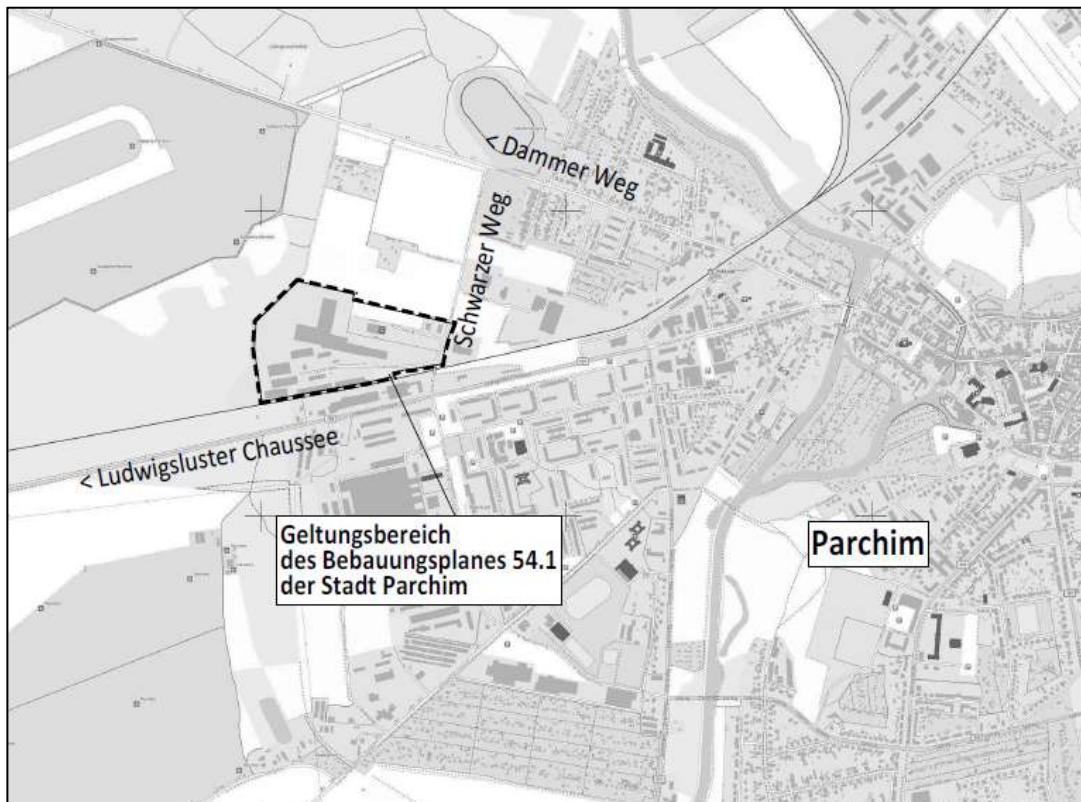 < Dammer Weg
Schwarzer Weg
< Ludwigsluster Chaussee
Geltungsbereich
des Bebauungsplanes 54.1
der Stadt Parchim
Parchim